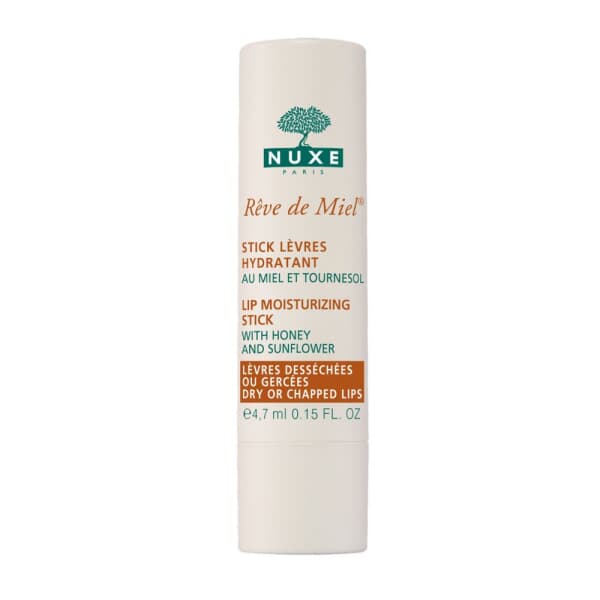 NUXE
PARIS
Rêve de Miel®
STICK LÈVRES
HYDRATANT
AU MIEL ET TOURNESOL
LIP MOISTURIZING
STICK
WITH HONEY
AND SUNFLOWER
LÈVRES DESSÉCHÉES
OU GERCÉES
DRY OR CHAPPED LIPS
℮4,7 ml 0.15 FL. OZ